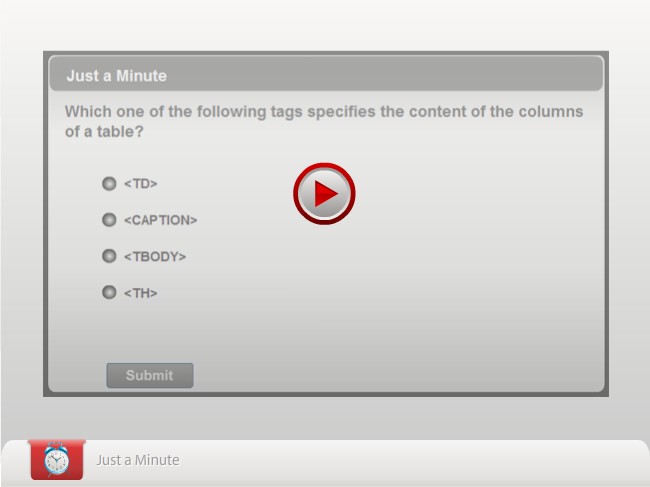 Just a Minute
Which one of the following tags specifies the content of the columns
of a table?
<TD>
<CAPTION>
<TBODY>
<TH>
Submit
Just a Minute